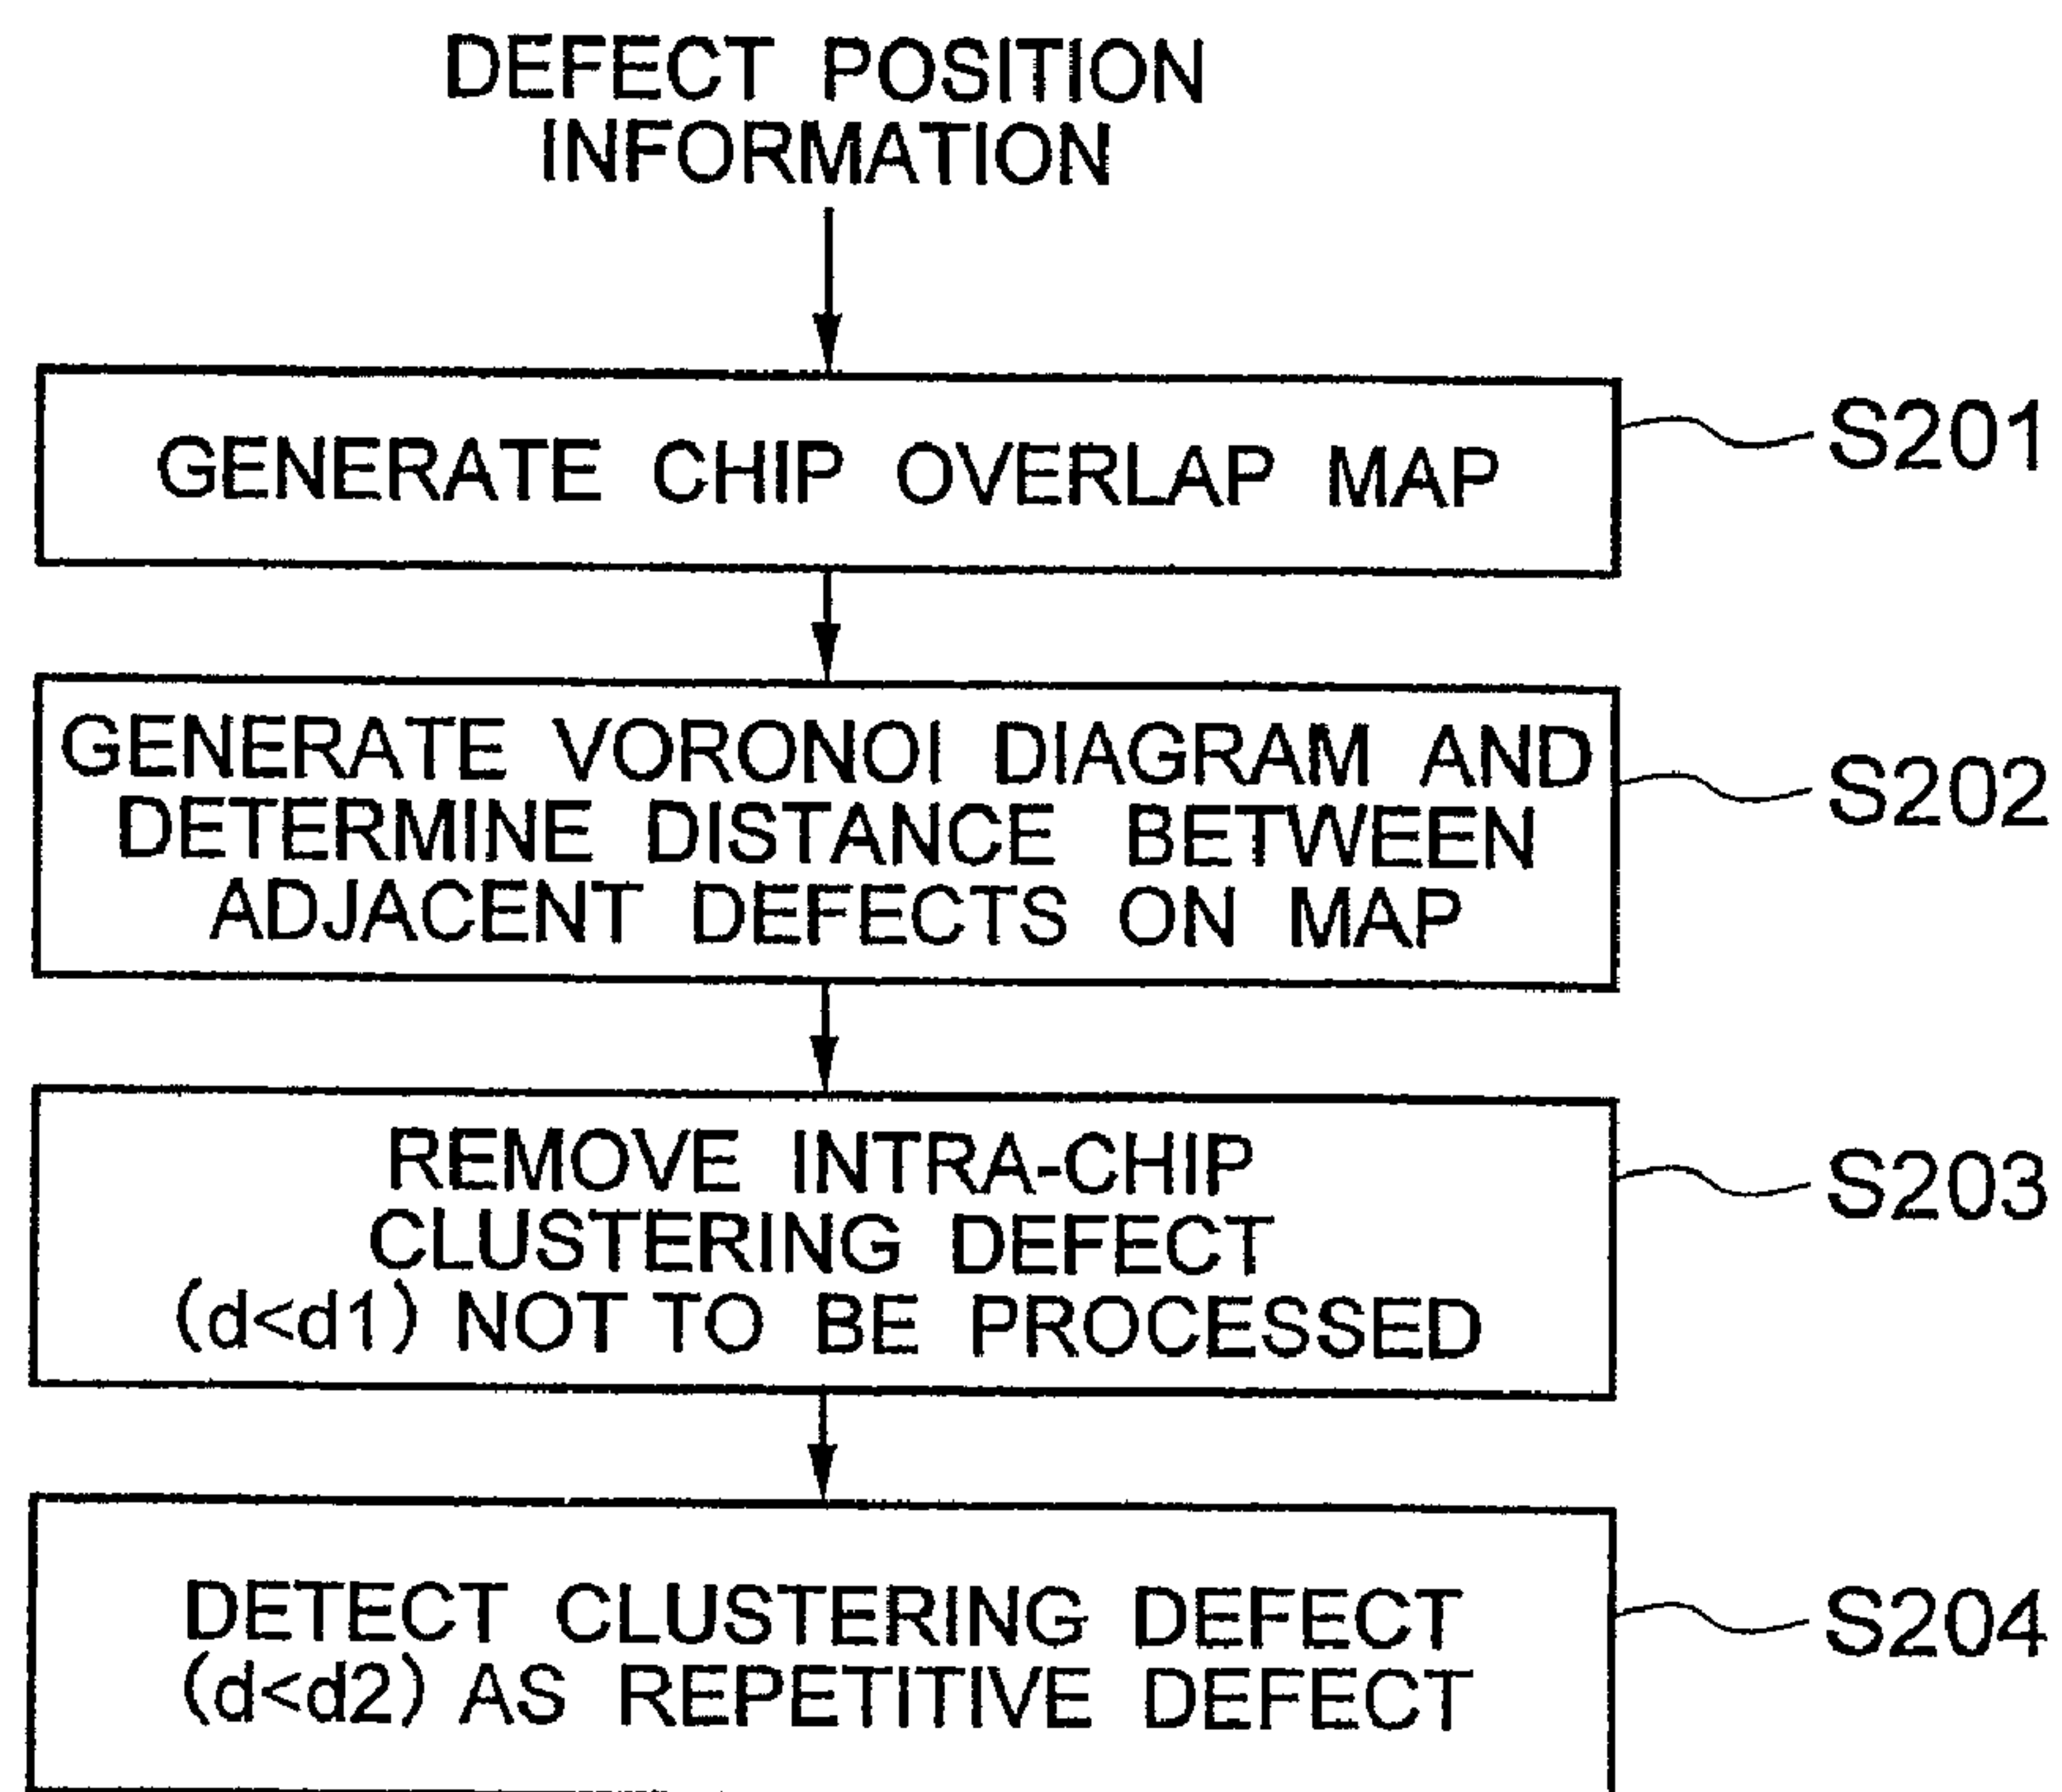 DEFECT POSITION
INFORMATION
GENERATE CHIP OVERLAP MAP
S201
GENERATE VORONOI DIAGRAM AND
DETERMINE DISTANCE BETWEEN
ADJACENT DEFECTS ON MAP
S202
REMOVE INTRA-CHIP
CLUSTERING DEFECT
(d<d1) NOT TO BE PROCESSED
S203
DETECT CLUSTERING DEFECT
(d<d2) AS REPETITIVE DEFECT
S204